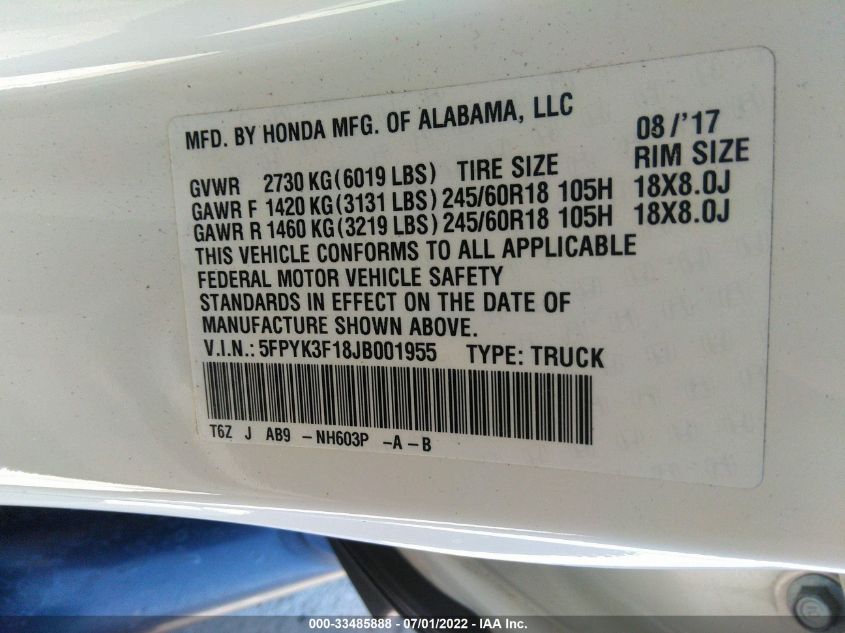 MFD. BY HONDA MFG. OF ALABAMA, LLC 08/'17
GVWR 2730 KG(6019 LBS) TIRE SIZE RIM SIZE
GAWR F 1420 KG(3131 LBS) 245/60R18 105H 18X8.0J
GAWR R 1460 KG(3219 LBS) 245/60R18 105H 18X8.0J
THIS VEHICLE CONFORMS TO ALL APPLICABLE
FEDERAL MOTOR VEHICLE SAFETY
STANDARDS IN EFFECT ON THE DATE OF
MANUFACTURE SHOWN ABOVE.
V.I.N.: 5FPYK3F18JB001955 TYPE: TRUCK
T6Z J AB9 -NH603P -A-B
000-33485888 - 07/01/2022 - IAA Inc.